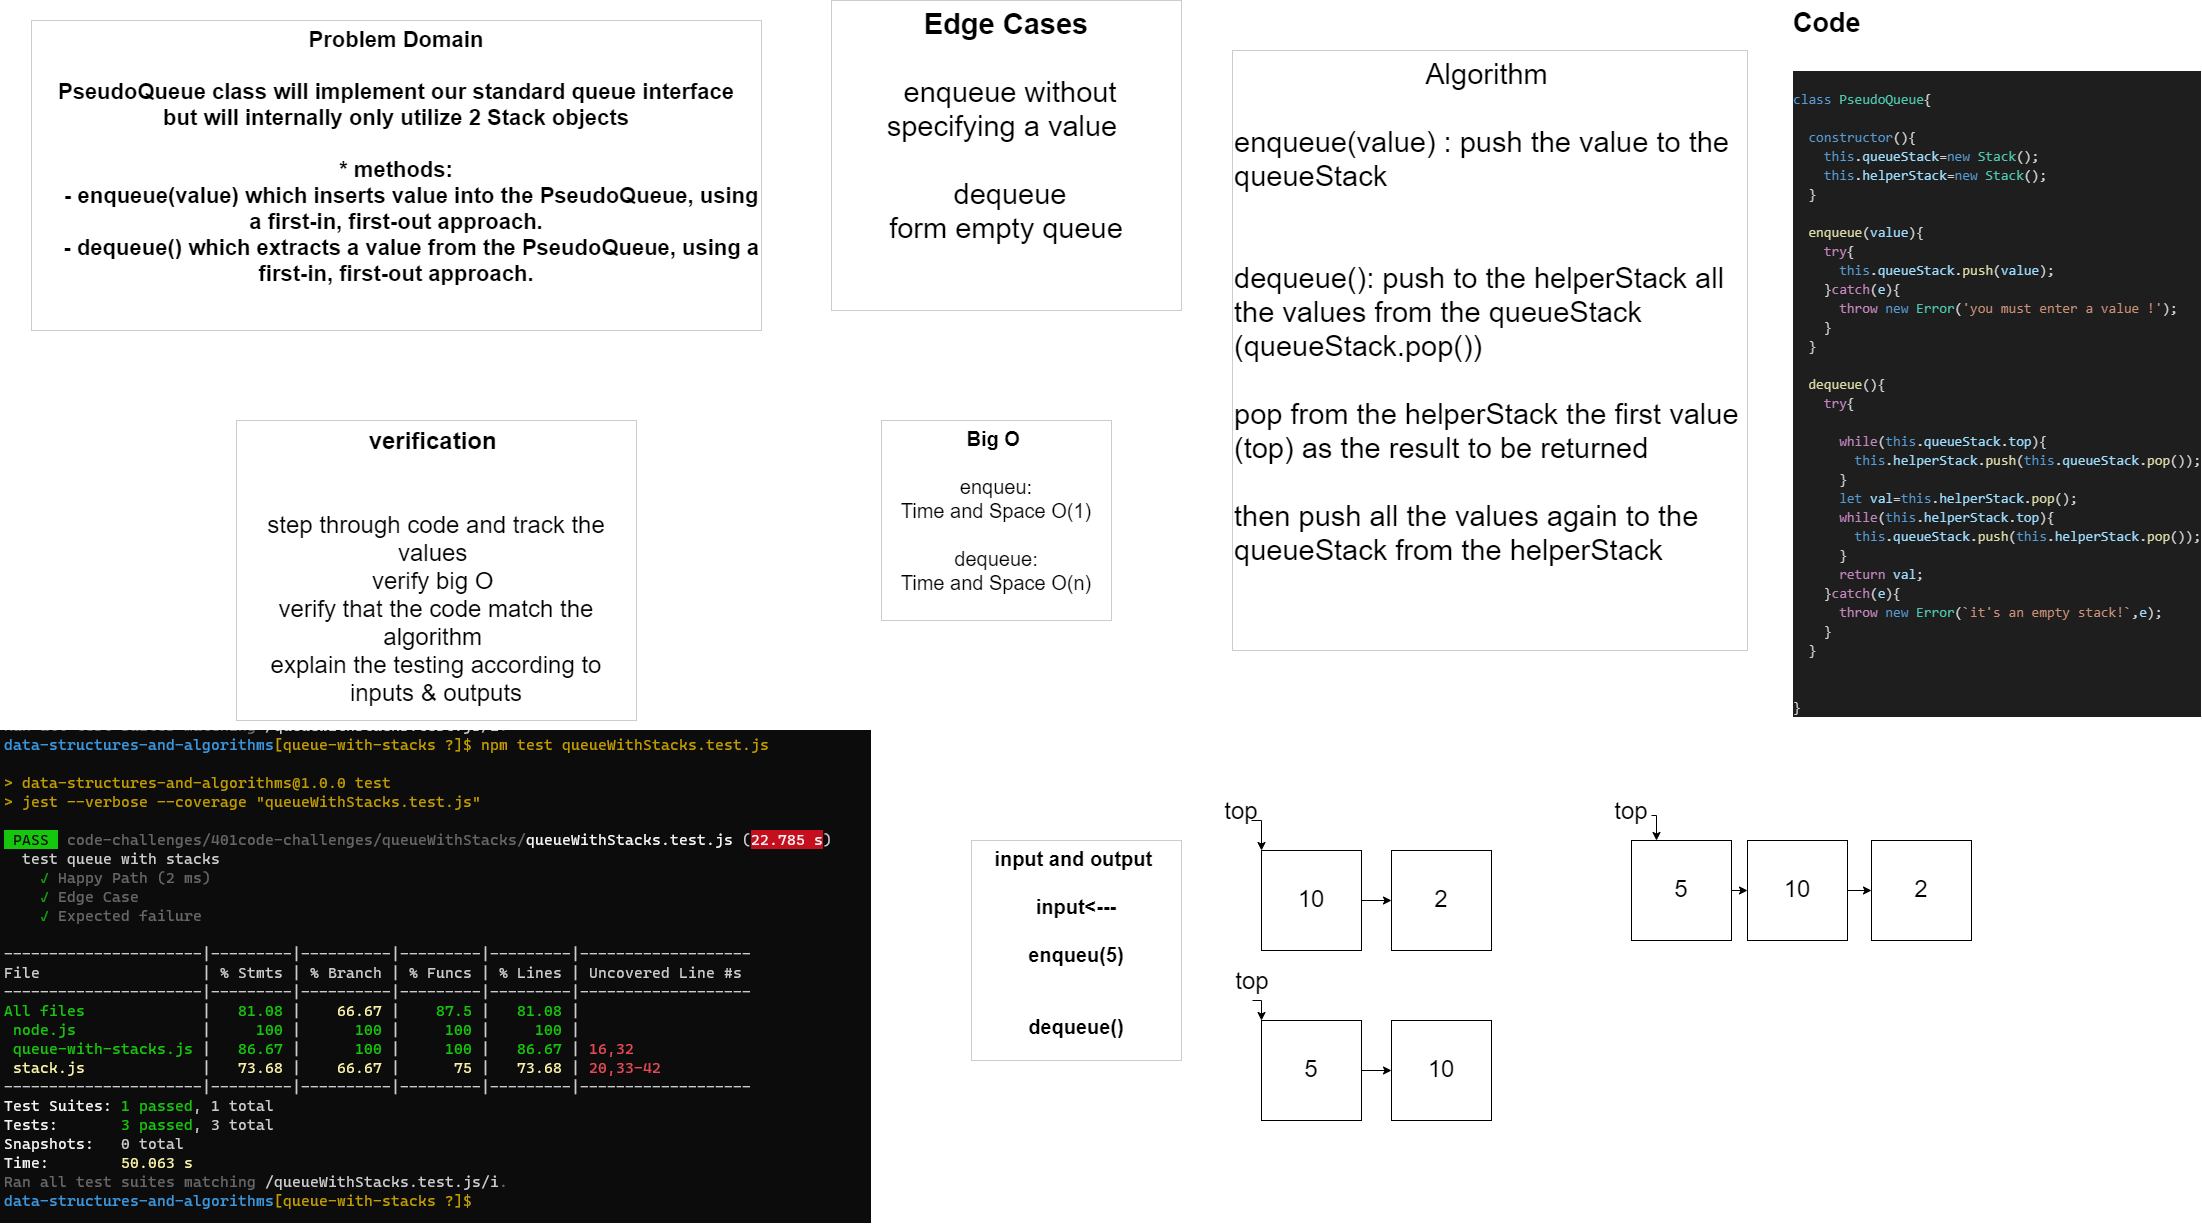 Problem Domain
PseudoQueue class will implement our standard queue interface
but will internally only utilize 2 Stack objects
* methods:
- enqueue(value) which inserts value into the PseudoQueue, using
a first-in, first-out approach.
- dequeue() which extracts a value from the PseudoQueue, using a
first-in, first-out approach.
Edge Cases
enqueue without
specifying a value
dequeue
form empty queue
Algorithm
enqueue(value) : push the value to the
queueStack
dequeue(): push to the helperStack all
the values from the queueStack
(queueStack.pop())
pop from the helperStack the first value
(top) as the result to be returned
then push all the values again to the
queueStack from the helperStack
Code
class PseudoQueue{
constructor(){
this.queueStack=new Stack();
this.helperStack=new Stack();
}
enqueue(value){
try{
this.queueStack.push(value);
}catch(e){
throw new Error('you must enter a value !');
}
}
dequeue(){
try{
while(this.queueStack.top){
this.helperStack.push(this.queueStack.pop());
}
let val=this.helperStack.pop();
while(this.helperStack.top){
this.queueStack.push(this.helperStack.pop());
}
return val;
}catch(e){
throw new Error(`it's an empty stack!`,e);
}
}
}
verification
step through code and track the
values
verify big O
verify that the code match the
algorithm
explain the testing according to
inputs & outputs
Big O
enqueu:
Time and Space O(1)
dequeue:
Time and Space O(n)
data-structures-and-algorithms[queue-with-stacks ?]$ npm test queueWithStacks.test.js
> data-structures-and-algorithms@1.0.0 test
> jest --verbose --coverage "queueWithStacks.test.js"
PASS code-challenges/401code-challenges/queueWithStacks/queueWithStacks.test.js (22.785 s)
test queue with stacks
√ Happy Path (2 ms)
√ Edge Case
√ Expected failure
----------------------|---------|----------|---------|---------|-------------------
File | % Stmts | % Branch | % Funcs | % Lines | Uncovered Line #s
----------------------|---------|----------|---------|---------|-------------------
All files | 81.08 | 66.67 | 87.5 | 81.08 |
node.js | 100 | 100 | 100 | 100 |
queue-with-stacks.js | 86.67 | 100 | 100 | 86.67 | 16,32
stack.js | 73.68 | 66.67 | 75 | 73.68 | 20,33-42
----------------------|---------|----------|---------|---------|-------------------
Test Suites: 1 passed, 1 total
Tests: 3 passed, 3 total
Snapshots: 0 total
Time: 50.063 s
Ran all test suites matching /queueWithStacks.test.js/i.
data-structures-and-algorithms[queue-with-stacks ?]$
input and output
input<---
enqueu(5)
dequeue()
top
10
2
top
5
10
2
top
5
10